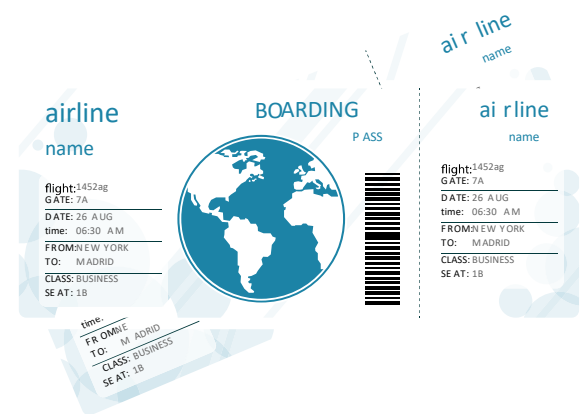 air line
name
airline
name
BOARDING
PASS
air line
name
flight:1452ag
GATE: 7A
DATE: 26 AUG
time: 06:30 AM
FROM:NEW YORK
TO: MADRID
CLASS:BUSINESS
SEAT: 1B
flight:1452ag
GATE: 7A
DATE: 26 AUG
time: 06:30 AM
FROM:NEW YORK
TO: MADRID
CLASS:BUSINESS
SEAT: 1B
time:
FROM:NE
TO: MADRID
CLASS: BUSINESS
SEAT: 1B